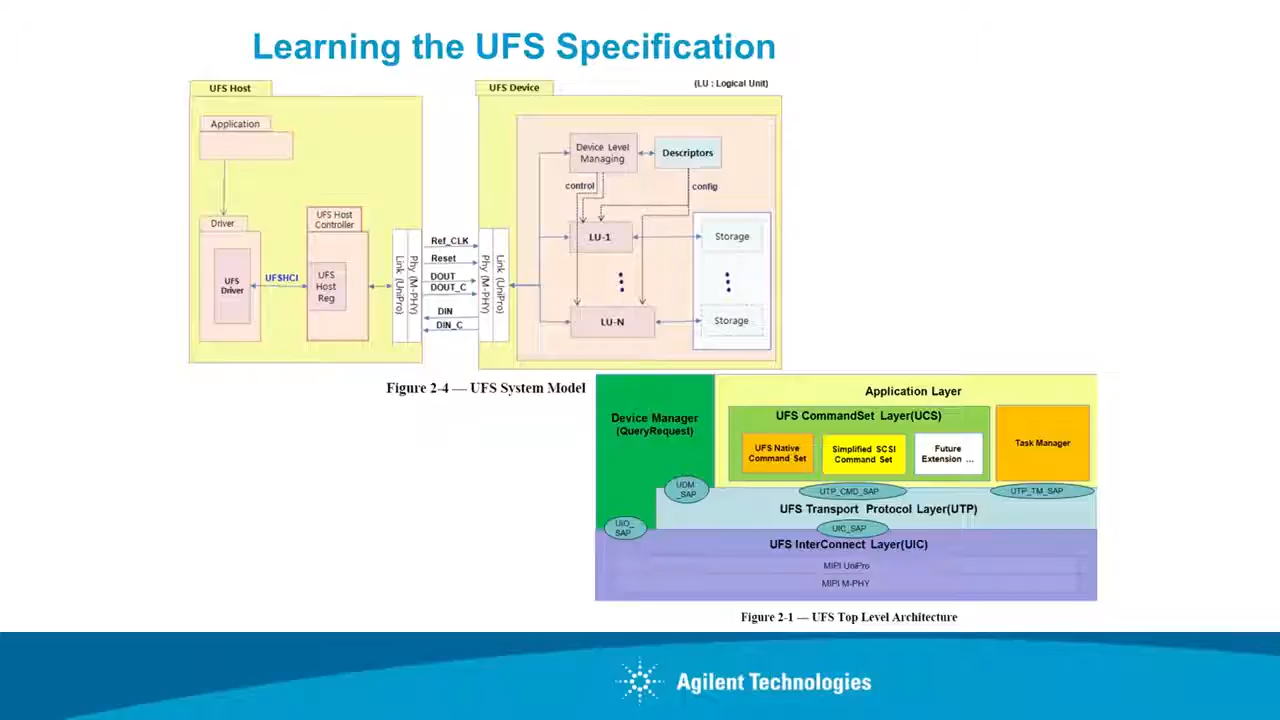 Learning the UFS Specification
UFS Host
Application
Driver
UFS
Driver
UFSHCI
UFS Host
Controller
UFS
Host
Reg
Link (UniPro)
Phy (M-PHY)
Ref_CLK
Reset
DOUT
DOUT_C
DIN
DIN_C
UFS Device
(LU : Logical Unit)
Phy (M-PHY)
Link (UniPro)
Device Level
Managing
Descriptors
control
config
LU-1
Storage
LU-N
Storage
Figure 2-4 — UFS System Model
Device Manager
(QueryRequest)
Application Layer
UFS CommandSet Layer(UCS)
UFS Native
Command Set
Simplified SCSI
Command Set
Future
Extension ...
Task Manager
UDM
_SAP
UTP_CMD_SAP
UTP_TM_SAP
UFS Transport Protocol Layer(UTP)
UIO_
SAP
UIC_SAP
UFS InterConnect Layer(UIC)
MIPI UniPro
MIPI M-PHY
Figure 2-1 — UFS Top Level Architecture
Agilent Technologies